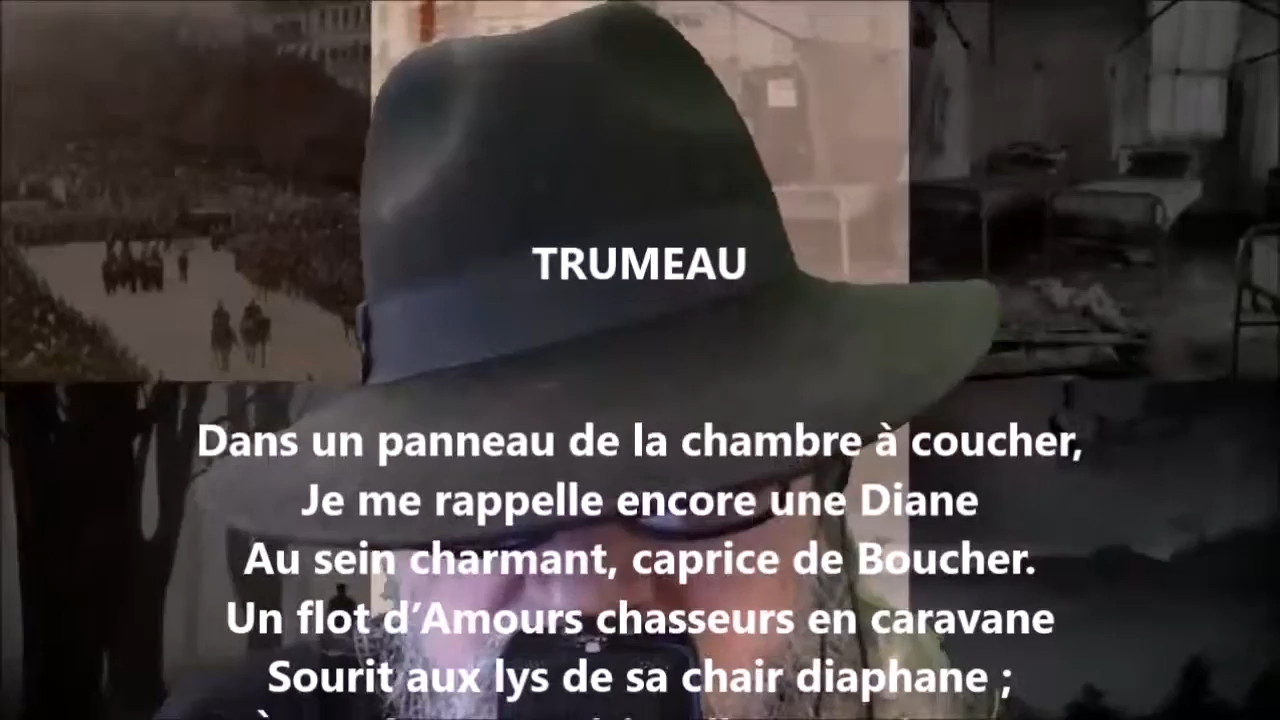 TRUMEAU
Dans un panneau de la chambre à coucher,
Je me rappelle encore une Diane
Au sein charmant, caprice de Boucher.
Un flot d’Amours chasseurs en caravane
Sourit aux lys de sa chair diaphane ;